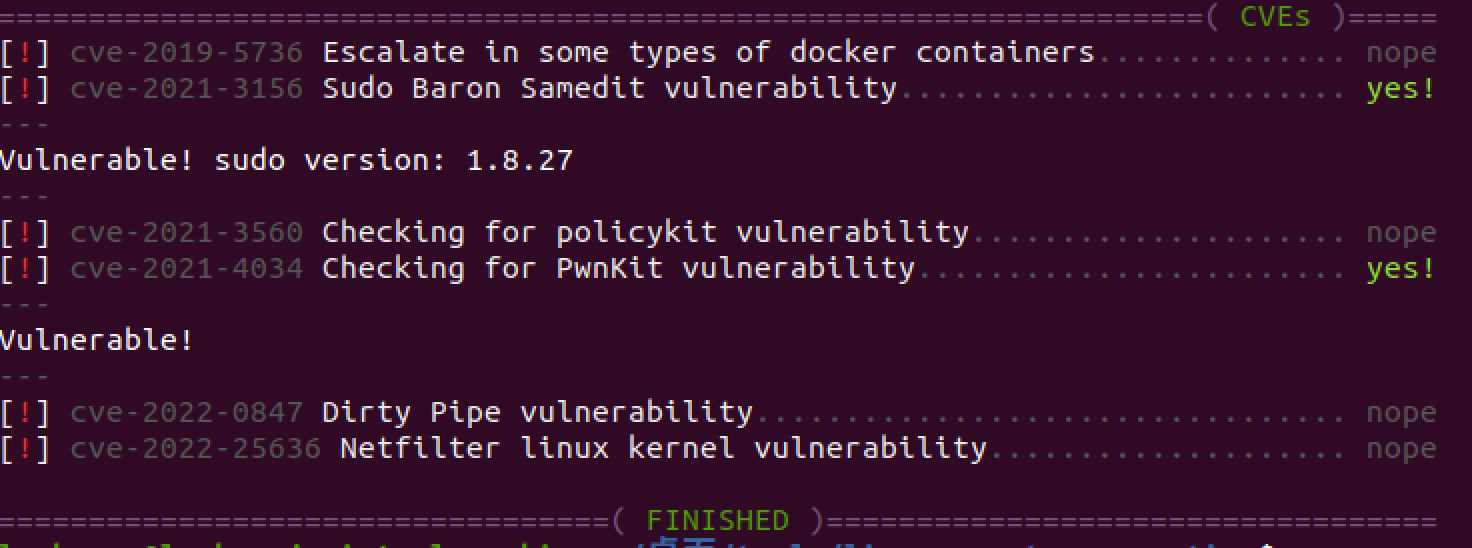 ===================================================================( CVEs )=====
[!] cve-2019-5736 Escalate in some types of docker containers.............. nope
[!] cve-2021-3156 Sudo Baron Samedit vulnerability......................... yes!
---
Vulnerable! sudo version: 1.8.27
---
[!] cve-2021-3560 Checking for policykit vulnerability..................... nope
[!] cve-2021-4034 Checking for PwnKit vulnerability........................ yes!
---
Vulnerable!
---
[!] cve-2022-0847 Dirty Pipe vulnerability................................. nope
[!] cve-2022-25636 Netfilter linux kernel vulnerability.................... nope
==================================( FINISHED )==================================